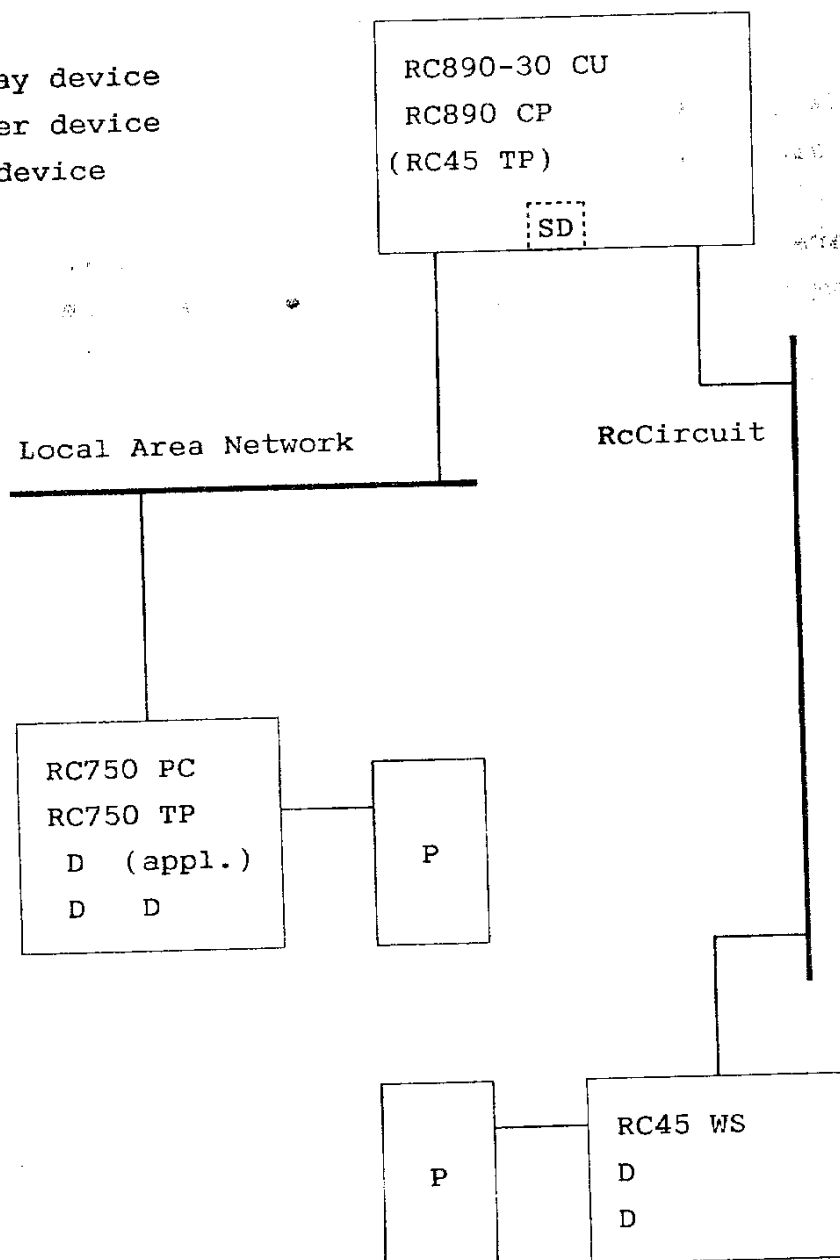 ay device
er device
device
RC890-30 CU
RC890 CP
(RC45 TP)
SD
Local Area Network
RcCircuit
RC750 PC
RC750 TP
D (appl.)
D D
P
P
RC45 WS
D
D